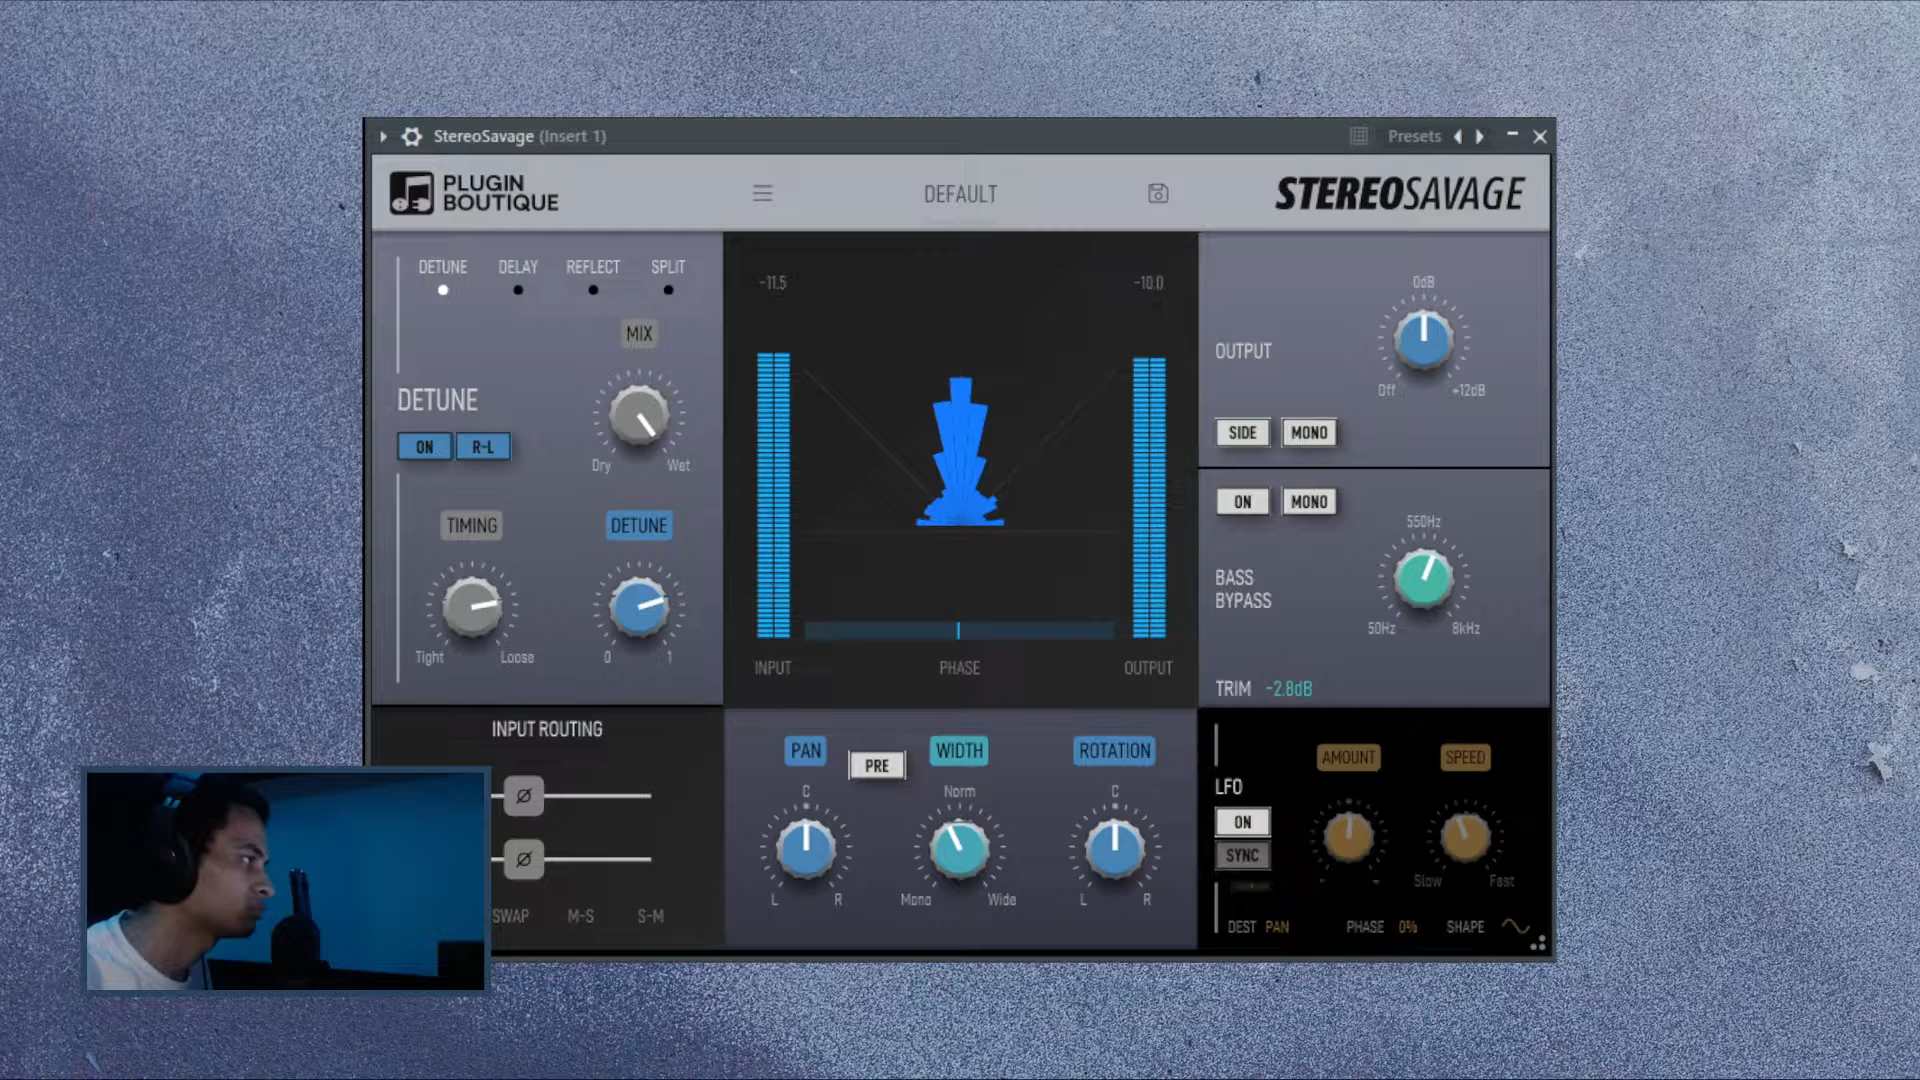 StereoSavage (Insert 1)
Presets
PLUGIN
BOUTIQUE
DEFAULT
STEREOSAVAGE
DETUNE DELAY REFLECT SPLIT
MIX
DETUNE
ON R-L
Dry Wet
TIMING DETUNE
Tight Loose 0 1
-11.5 -10.0
INPUT PHASE OUTPUT
0dB
OUTPUT
Off +12dB
SIDE MONO
ON MONO
550Hz
BASS
BYPASS
50Hz 8kHz
TRIM -2.8dB
INPUT ROUTING
Ø
Ø
SWAP M-S S-M
PAN PRE WIDTH ROTATION
C Norm C
L R Mono Wide L R
AMOUNT SPEED
LFO
ON
SYNC
Slow Fast
DEST PAN PHASE 0% SHAPE